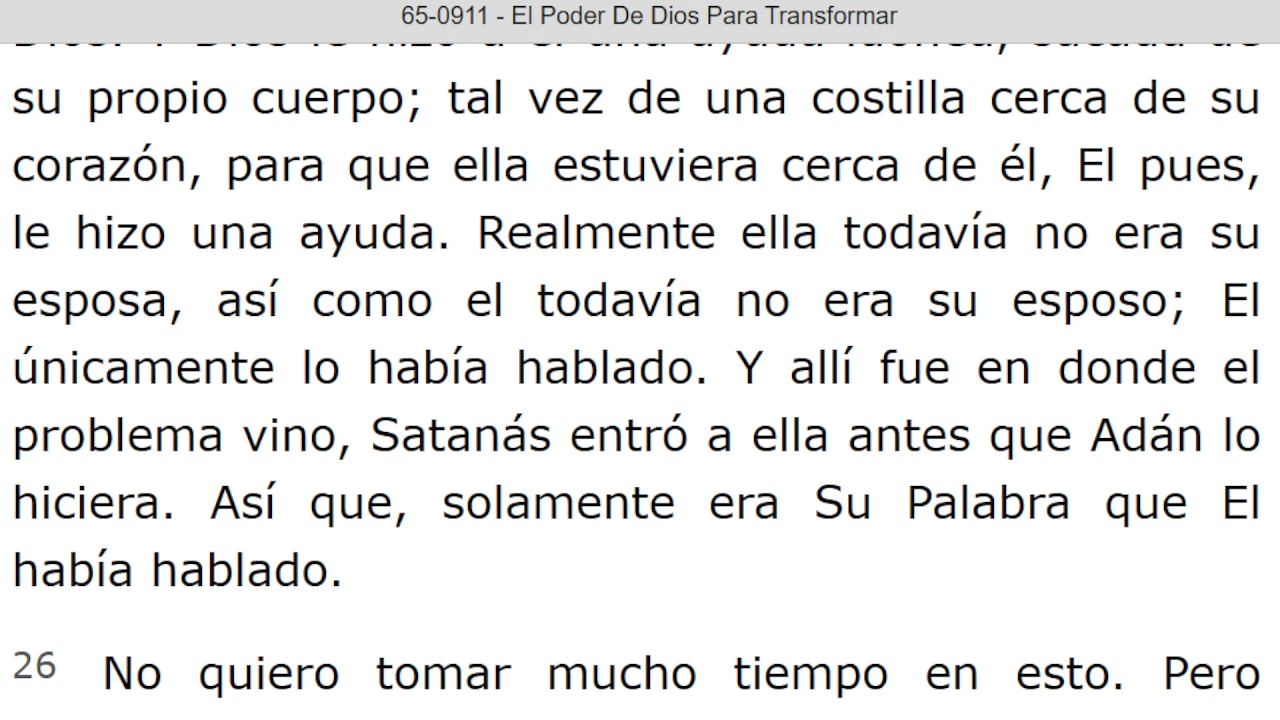 65-0911 - El Poder De Dios Para Transformar
su propio cuerpo; tal vez de una costilla cerca de su
corazón, para que ella estuviera cerca de él, El pues,
le hizo una ayuda. Realmente ella todavía no era su
esposa, así como el todavía no era su esposo; El
únicamente lo había hablado. Y allí fue en donde el
problema vino, Satanás entró a ella antes que Adán lo
hiciera. Así que, solamente era Su Palabra que El
había hablado.
26 No quiero tomar mucho tiempo en esto. Pero